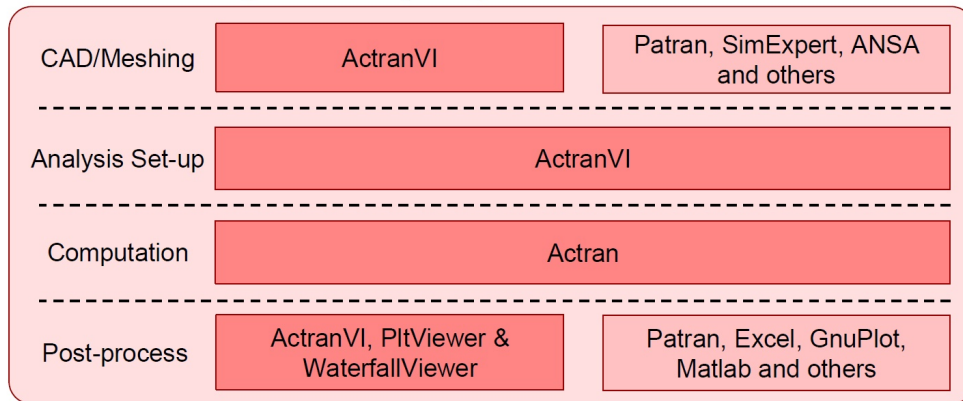 CAD/Meshing
ActranVI
Patran, SimExpert, ANSA
and others
Analysis Set-up
ActranVI
Computation
Actran
Post-process
ActranVI, PltViewer &
WaterfallViewer
Patran, Excel, GnuPlot,
Matlab and others